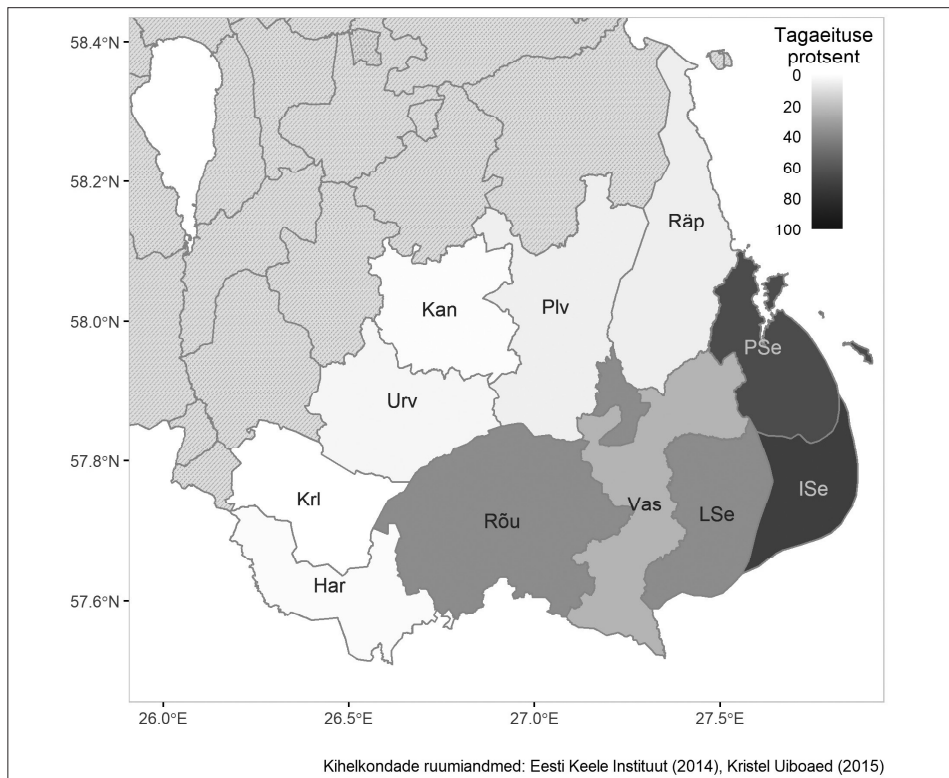 Tagaeituse
protsent
0
20
40
60
80
100
58.4°N
58.2°N
58.0°N
57.8°N
57.6°N
Räp
Kan
Plv
PSe
Urv
Krl
Rõu
Vas
LSe
ISe
Har
26.0°E 26.5°E 27.0°E 27.5°E
Kihelkondade ruumiandmed: Eesti Keele Instituut (2014), Kristel Uiboaed (2015)